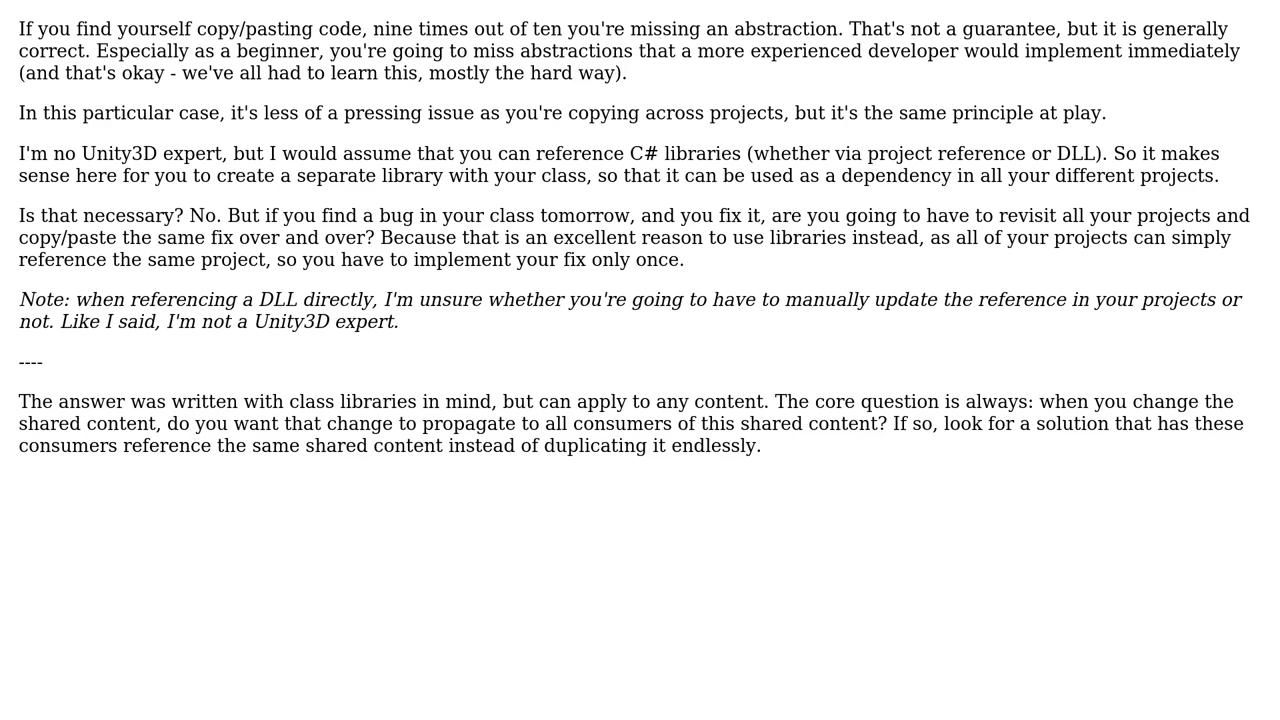 If you find yourself copy/pasting code, nine times out of ten you're missing an abstraction. That's not a guarantee, but it is generally
correct. Especially as a beginner, you're going to miss abstractions that a more experienced developer would implement immediately
(and that's okay - we've all had to learn this, mostly the hard way).
In this particular case, it's less of a pressing issue as you're copying across projects, but it's the same principle at play.
I'm no Unity3D expert, but I would assume that you can reference C# libraries (whether via project reference or DLL). So it makes
sense here for you to create a separate library with your class, so that it can be used as a dependency in all your different projects.
Is that necessary? No. But if you find a bug in your class tomorrow, and you fix it, are you going to have to revisit all your projects and
copy/paste the same fix over and over? Because that is an excellent reason to use libraries instead, as all of your projects can simply
reference the same project, so you have to implement your fix only once.
Note: when referencing a DLL directly, I'm unsure whether you're going to have to manually update the reference in your projects or
not. Like I said, I'm not a Unity3D expert.
----
The answer was written with class libraries in mind, but can apply to any content. The core question is always: when you change the
shared content, do you want that change to propagate to all consumers of this shared content? If so, look for a solution that has these
consumers reference the same shared content instead of duplicating it endlessly.